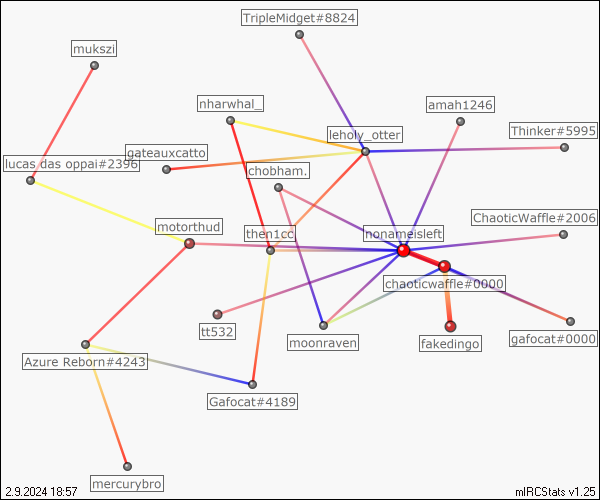 TripleMidget#8824
mukszi
nharwhal_
amah1246
leholy_otter
Thinker#5995
gateauxcatto
lucas das oppai#2396
chobham.
ChaoticWaffle#2006
motorthud
then1cc
nonameisleft
chaoticwaffle#0000
tt532
moonraven
fakedingo
gafocat#0000
Azure Reborn#4243
Gafocat#4189
mercurybro
2.9.2024 18:57
mIRCStats v1.25